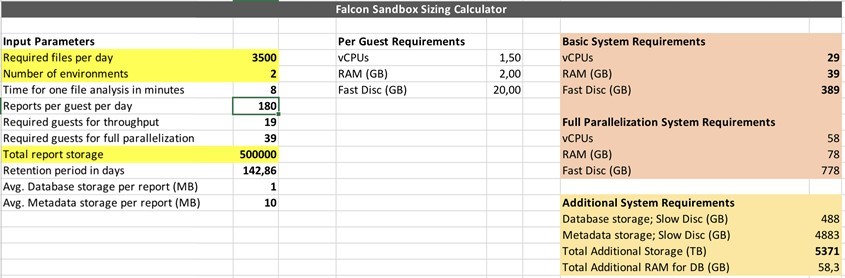 Falcon Sandbox Sizing Calculator
Input Parameters
Required files per day 3500
Number of environments 2
Time for one file analysis in minutes 8
Reports per guest per day 180
Required guests for throughput 19
Required guests for full parallelization 39
Total report storage 500000
Retention period in days 142,86
Avg. Database storage per report (MB) 1
Avg. Metadata storage per report (MB) 10
Per Guest Requirements
vCPUs 1,50
RAM (GB) 2,00
Fast Disc (GB) 20,00
Basic System Requirements
vCPUs 29
RAM (GB) 39
Fast Disc (GB) 389
Full Parallelization System Requirements
vCPUs 58
RAM (GB) 78
Fast Disc (GB) 778
Additional System Requirements
Database storage; Slow Disc (GB) 488
Metadata storage; Slow Disc (GB) 4883
Total Additional Storage (TB) 5371
Total Additional RAM for DB (GB) 58,3